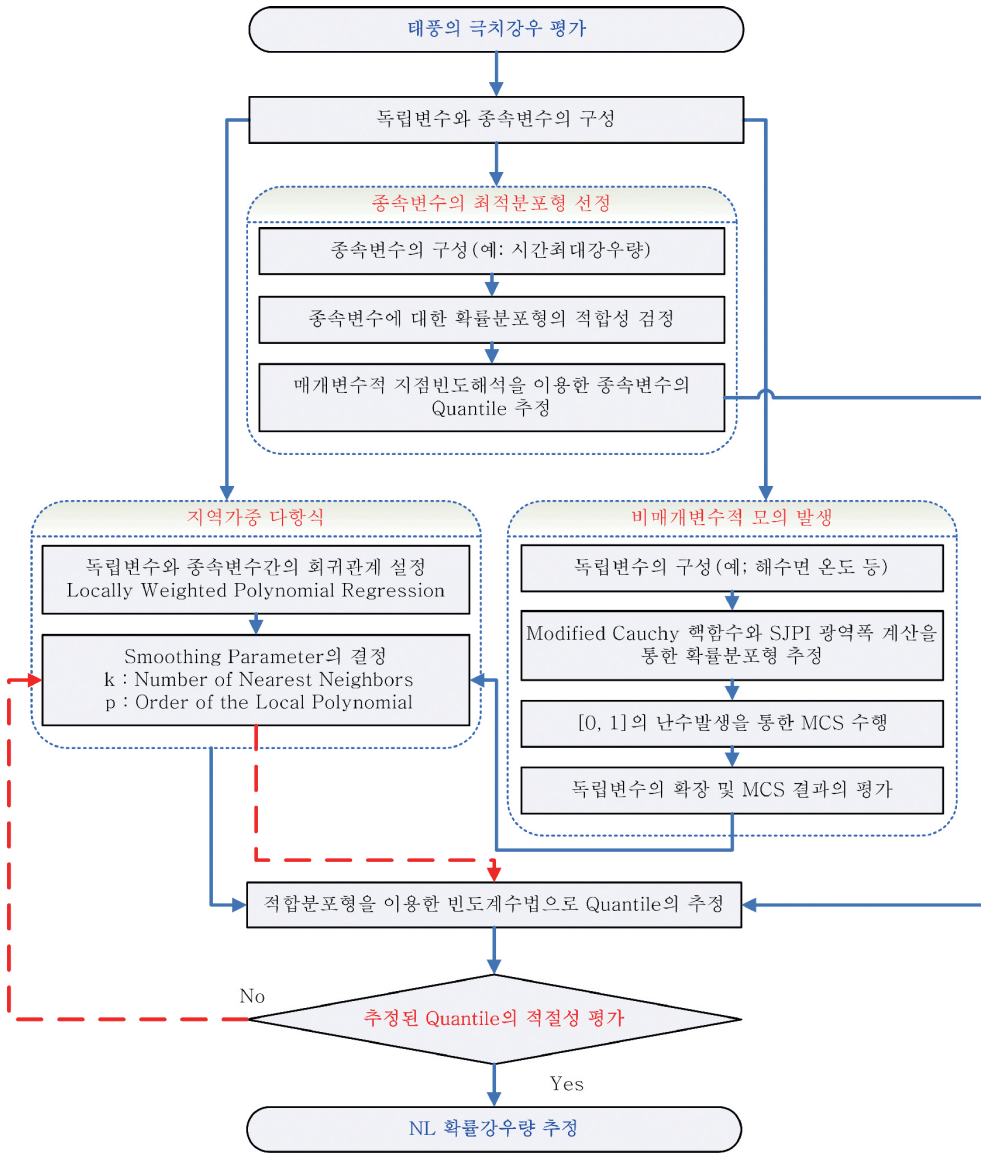 태풍의 극치강우 평가
독립변수와 종속변수의 구성
종속변수의 최적분포형 선정
종속변수의 구성(예: 시간최대강우량)
종속변수에 대한 확률분포형의 적합성 검정
매개변수적 지점빈도해석을 이용한 종속변수의
Quantile 추정
지역가중 다항식
독립변수와 종속변수간의 회귀관계 설정
Locally Weighted Polynomial Regression
Smoothing Parameter의 결정
k : Number of Nearest Neighbors
p : Order of the Local Polynomial
비매개변수적 모의 발생
독립변수의 구성(예; 해수면 온도 등)
Modified Cauchy 핵함수와 SJPI 광역폭 계산을
통한 확률분포형 추정
[0, 1]의 난수발생을 통한 MCS 수행
독립변수의 확장 및 MCS 결과의 평가
적합분포형을 이용한 빈도계수법으로 Quantile의 추정
No
추정된 Quantile의 적절성 평가
Yes
NL 확률강우량 추정